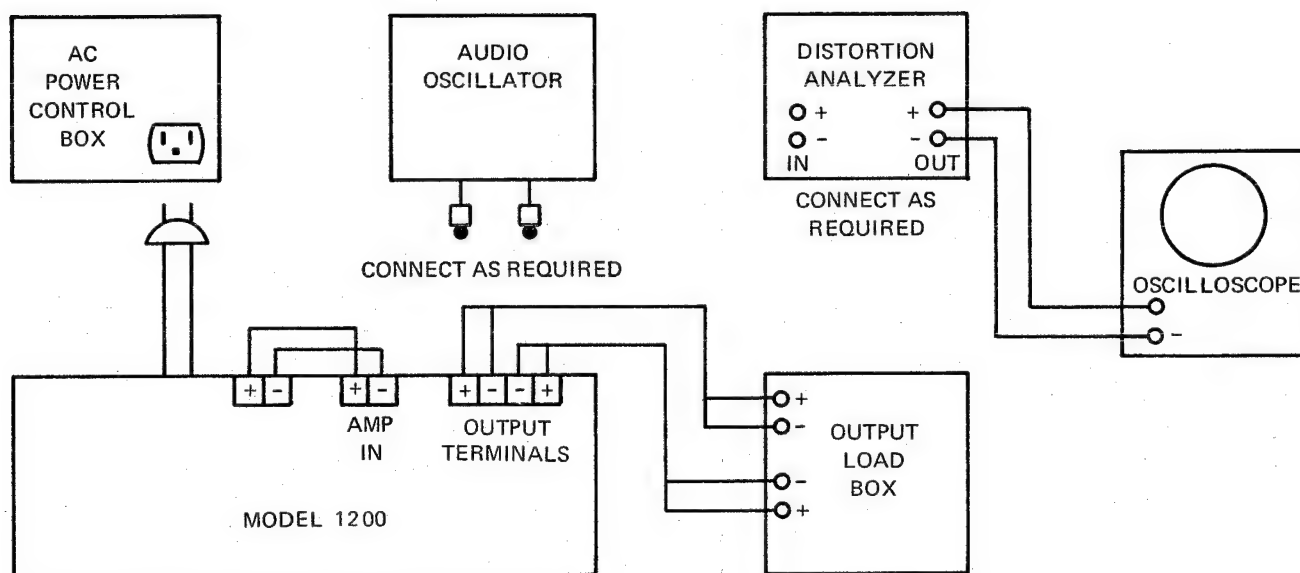 AC
POWER
CONTROL
BOX
AUDIO
OSCILLATOR
CONNECT AS REQUIRED
DISTORTION
ANALYZER
+ +
- -
IN OUT
CONNECT AS
REQUIRED
OSCILLOSCOPE
-
+ - + - + - - +
AMP
IN
OUTPUT
TERMINALS
MODEL 1200
+
-
OUTPUT
LOAD
BOX
-
+